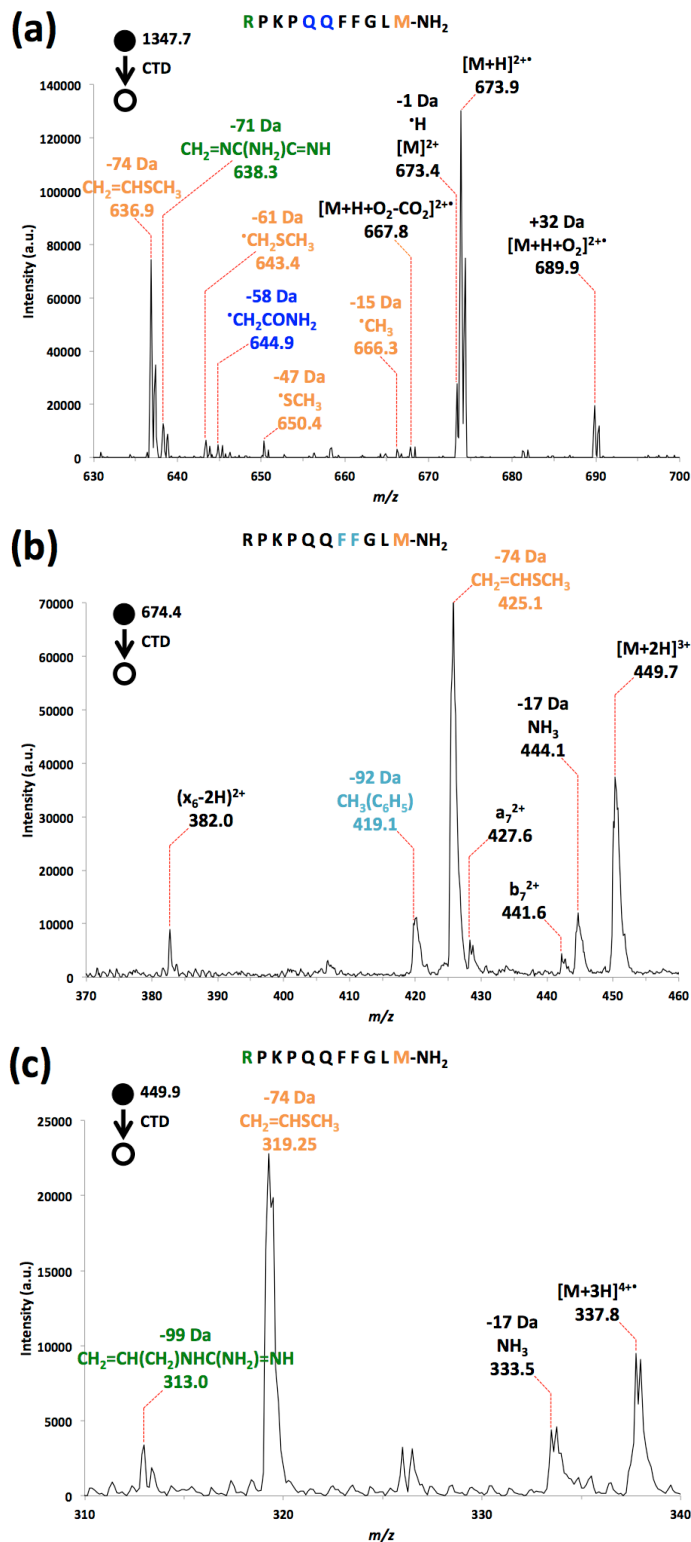 (a)
R P K P Q Q F F G L M-NH2
1347.7
CTD
-74 Da
CH2=CHSCH3
636.9
-71 Da
CH2=NC(NH2)C=NH
638.3
-61 Da
•CH2SCH3
643.4
-58 Da
•CH2CONH2
644.9
-47 Da
•SCH3
650.4
-15 Da
•CH3
666.3
[M+H+O2-CO2]2+•
667.8
-1 Da
•H
[M]2+
673.4
[M+H]2+•
673.9
+32 Da
[M+H+O2]2+•
689.9
Intensity (a.u.)
140000
120000
100000
80000
60000
40000
20000
0
630 640 650 660 670 680 690 700
m/z
(b)
R P K P Q Q F F G L M-NH2
674.4
CTD
(x6-2H)2+
382.0
-92 Da
CH3(C6H5)
419.1
-74 Da
CH2=CHSCH3
425.1
a72+
427.6
b72+
441.6
-17 Da
NH3
444.1
[M+2H]3+
449.7
Intensity (a.u.)
70000
60000
50000
40000
30000
20000
10000
0
370 380 390 400 410 420 430 440 450 460
m/z
(c)
R P K P Q Q F F G L M-NH2
449.9
CTD
-99 Da
CH2=CH(CH2)NHC(NH2)=NH
313.0
-74 Da
CH2=CHSCH3
319.25
-17 Da
NH3
333.5
[M+3H]4+•
337.8
Intensity (a.u.)
25000
20000
15000
10000
5000
0
310 320 330 340
m/z